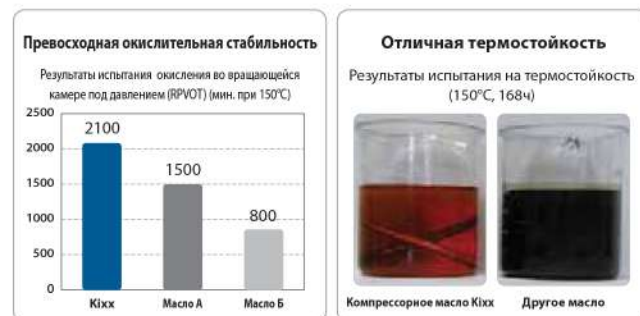 Превосходная окислительная стабильность
Результаты испытания окисления во вращающейся
камере под давлением (RPVOT) (мин. при 150°C)
2500
2000
1500
1000
500
0
2100
1500
800
Kixx
Масло А
Масло Б
Отличная термостойкость
Результаты испытания на термостойкость
(150°C, 168ч)
Компрессорное масло Kixx
Другое масло